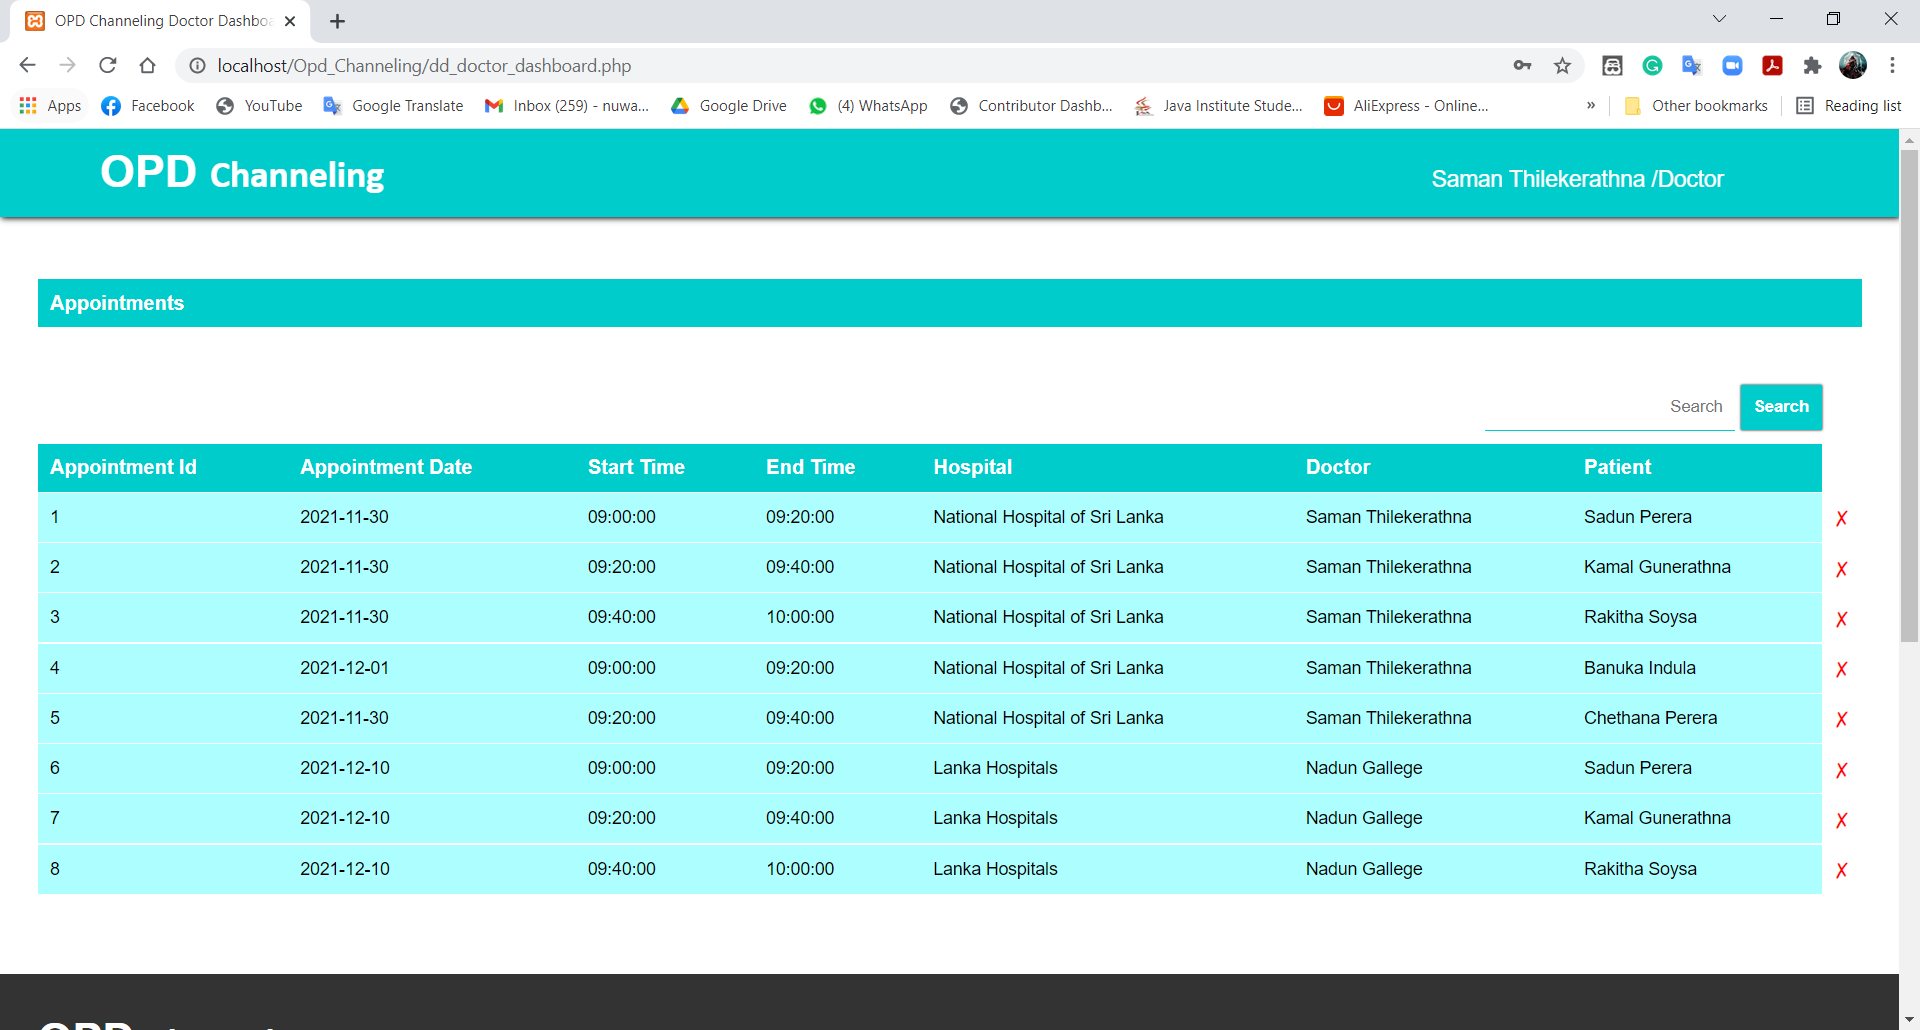 OPD Channeling Doctor Dashbo
localhost/Opd_Channeling/dd_doctor_dashboard.php
Apps Facebook YouTube Google Translate Inbox (259) - nuwa... Google Drive (4) WhatsApp Contributor Dashb... Java Institute Stude... AliExpress - Online... » Other bookmarks Reading list
OPD Channeling Saman Thilekerathna /Doctor
Appointments
Search Search
Appointment Id Appointment Date Start Time End Time Hospital Doctor Patient
1 2021-11-30 09:00:00 09:20:00 National Hospital of Sri Lanka Saman Thilekerathna Sadun Perera ✗
2 2021-11-30 09:20:00 09:40:00 National Hospital of Sri Lanka Saman Thilekerathna Kamal Gunerathna ✗
3 2021-11-30 09:40:00 10:00:00 National Hospital of Sri Lanka Saman Thilekerathna Rakitha Soysa ✗
4 2021-12-01 09:00:00 09:20:00 National Hospital of Sri Lanka Saman Thilekerathna Banuka Indula ✗
5 2021-11-30 09:20:00 09:40:00 National Hospital of Sri Lanka Saman Thilekerathna Chethana Perera ✗
6 2021-12-10 09:00:00 09:20:00 Lanka Hospitals Nadun Gallege Sadun Perera ✗
7 2021-12-10 09:20:00 09:40:00 Lanka Hospitals Nadun Gallege Kamal Gunerathna ✗
8 2021-12-10 09:40:00 10:00:00 Lanka Hospitals Nadun Gallege Rakitha Soysa ✗
OPD